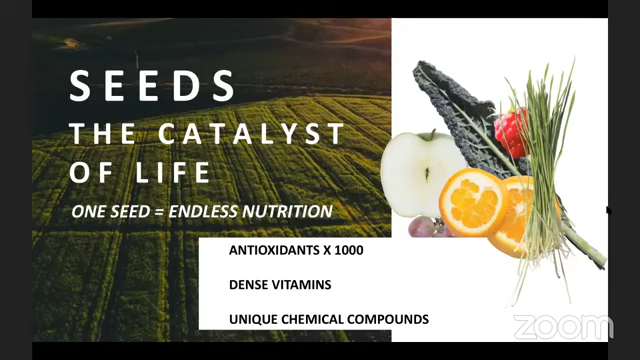 SEEDS
THE CATALYST
OF LIFE
ONE SEED = ENDLESS NUTRITION
ANTIOXIDANTS X 1000
DENSE VITAMINS
UNIQUE CHEMICAL COMPOUNDS
zoom